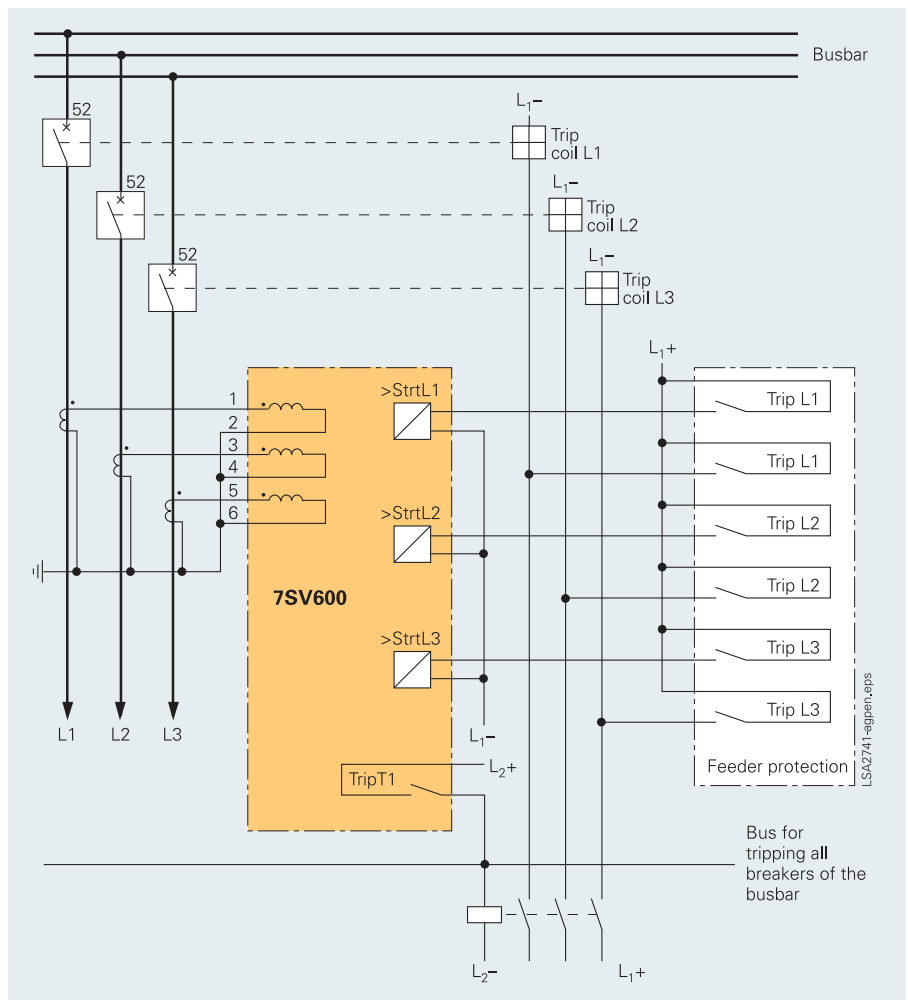 Busbar
52
L1–
Trip
coil L1
52
L1–
Trip
coil L2
52
L1–
Trip
coil L3
L1+
1
>StrtL1
Trip L1
2
3
Trip L1
4
5
6
>StrtL2
Trip L2
7SV600
Trip L2
>StrtL3
Trip L3
Trip L3
L1
L2
L3
L1–
L2+
TripT1
Feeder protection
LSA2741-agpen.eps
Bus for
tripping all
breakers of the
busbar
L2–
L1+